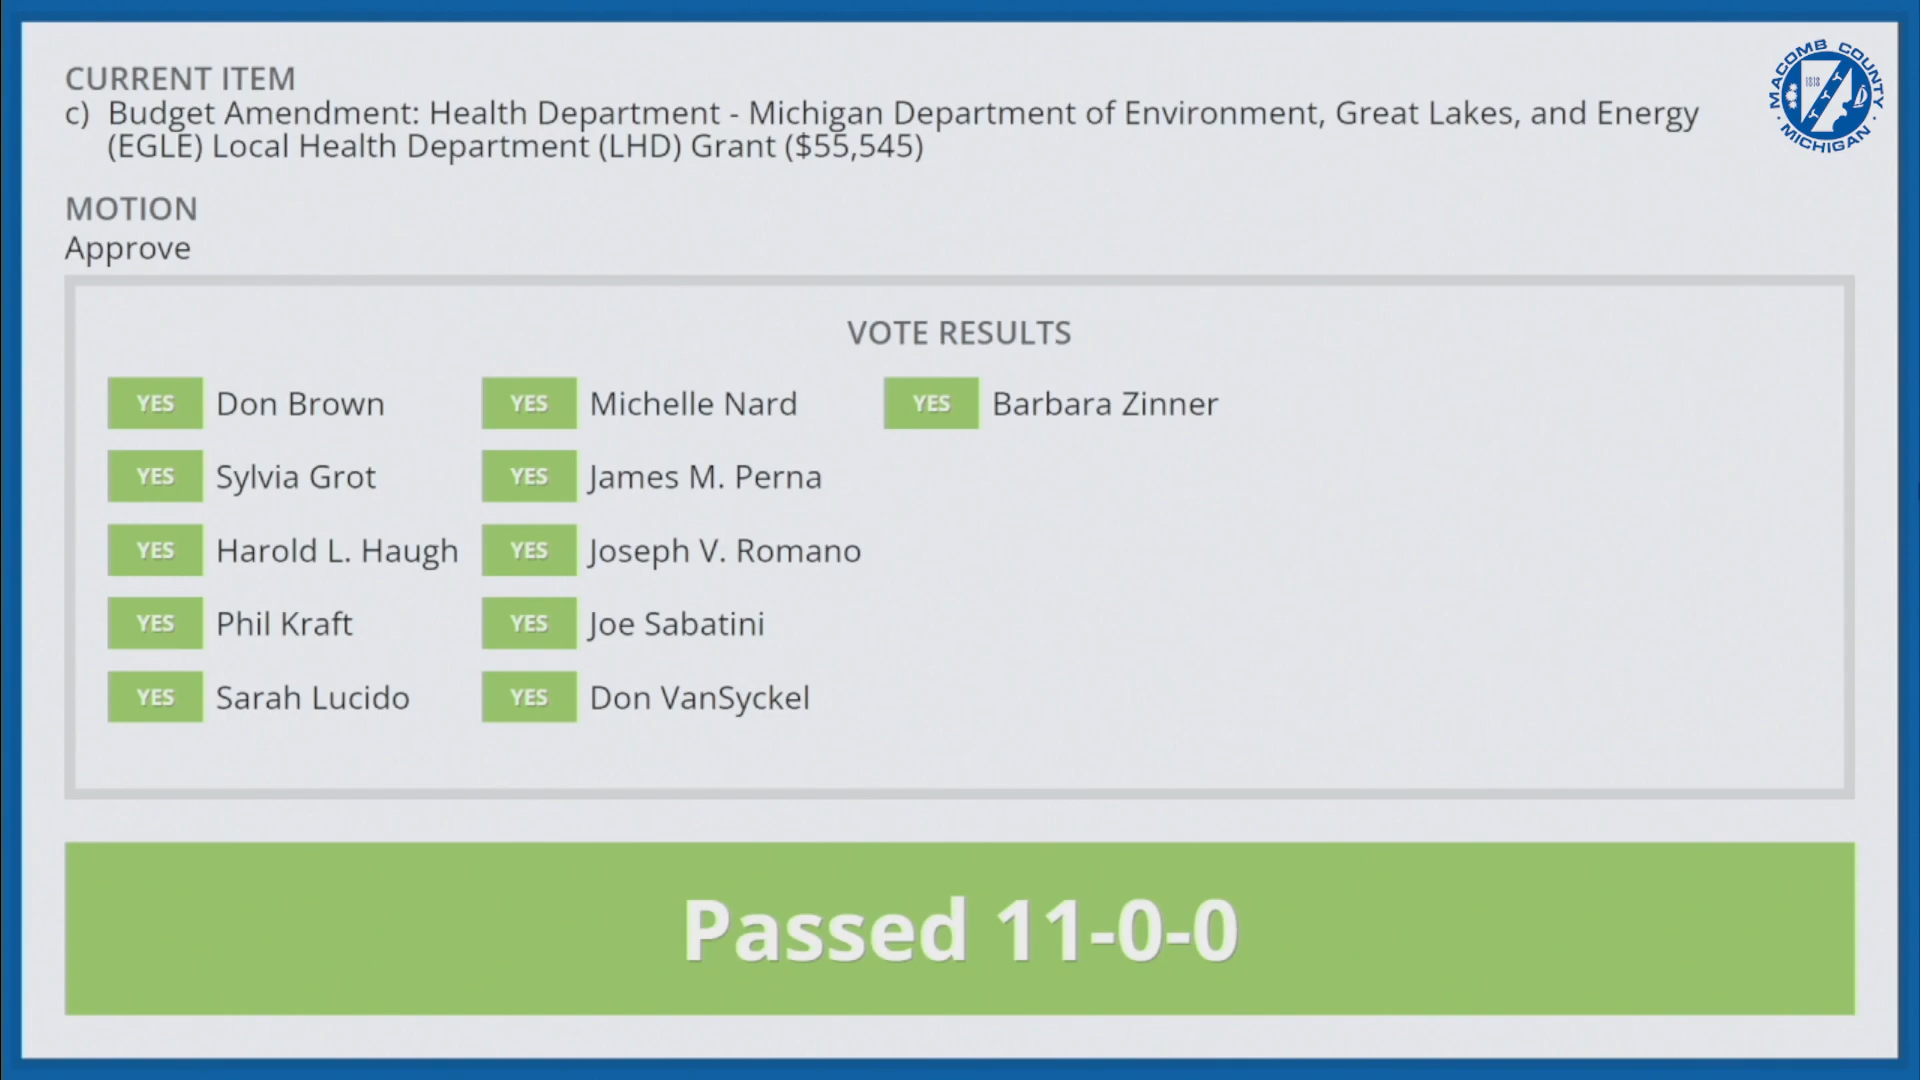 CURRENT ITEM
c) Budget Amendment: Health Department - Michigan Department of Environment, Great Lakes, and Energy
(EGLE) Local Health Department (LHD) Grant ($55,545)
MACOMB COUNTY
1818
MICHIGAN
MOTION
Approve
VOTE RESULTS
YES Don Brown
YES Sylvia Grot
YES Harold L. Haugh
YES Phil Kraft
YES Sarah Lucido
YES Michelle Nard
YES James M. Perna
YES Joseph V. Romano
YES Joe Sabatini
YES Don VanSyckel
YES Barbara Zinner
Passed 11-0-0